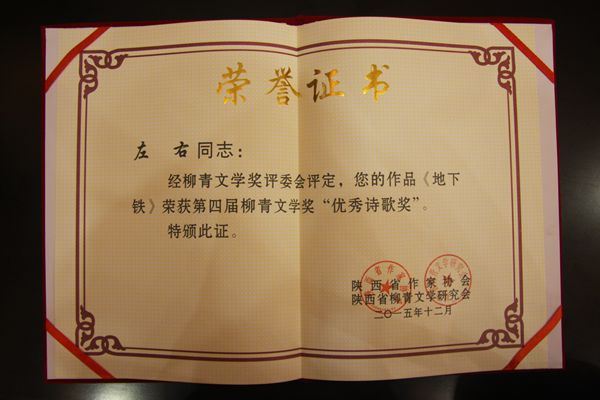 荣誉证书
左 右同志：
经柳青文学奖评委会评定，您的作品《地下
铁》荣获第四届柳青文学奖“优秀诗歌奖”。
特颁此证。
陕西省作家协会
陕西省柳青文学研究会
二〇一五年十二月